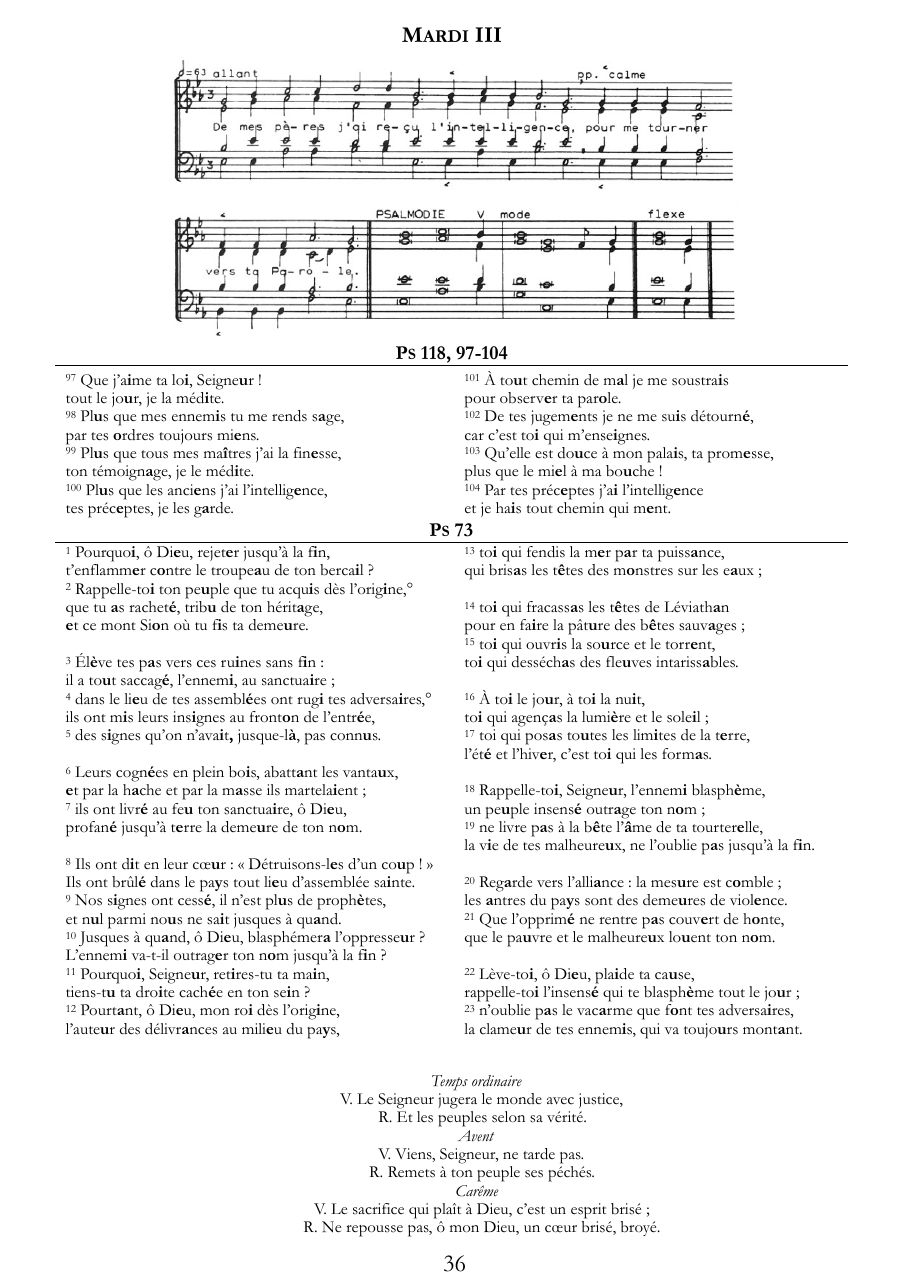 MARDI III
=63 allant pp. calme
De mes pè- res j'ai re- çu l'in-tel-li-gen-ce, pour me tour-ner
PSALMODIE V mode flexe
vers ta Pa-ro - le.
Ps 118, 97-104
97 Que j’aime ta loi, Seigneur !
tout le jour, je la médite.
98 Plus que mes ennemis tu me rends sage,
par tes ordres toujours miens.
99 Plus que tous mes maîtres j’ai la finesse,
ton témoignage, je le médite.
100 Plus que les anciens j’ai l’intelligence,
tes préceptes, je les garde.
101 À tout chemin de mal je me soustrais
pour observer ta parole.
102 De tes jugements je ne me suis détourné,
car c’est toi qui m’enseignes.
103 Qu’elle est douce à mon palais, ta promesse,
plus que le miel à ma bouche !
104 Par tes préceptes j’ai l’intelligence
et je hais tout chemin qui ment.
Ps 73
1 Pourquoi, ô Dieu, rejeter jusqu’à la fin,
t’enflammer contre le troupeau de ton bercail ?
2 Rappelle-toi ton peuple que tu acquis dès l’origine,°
que tu as racheté, tribu de ton héritage,
et ce mont Sion où tu fis ta demeure.
3 Élève tes pas vers ces ruines sans fin :
il a tout saccagé, l’ennemi, au sanctuaire ;
4 dans le lieu de tes assemblées ont rugi tes adversaires,°
ils ont mis leurs insignes au fronton de l’entrée,
5 des signes qu’on n’avait, jusque-là, pas connus.
6 Leurs cognées en plein bois, abattant les vantaux,
et par la hache et par la masse ils martelaient ;
7 ils ont livré au feu ton sanctuaire, ô Dieu,
profané jusqu’à terre la demeure de ton nom.
8 Ils ont dit en leur cœur : « Détruisons-les d’un coup ! »
Ils ont brûlé dans le pays tout lieu d’assemblée sainte.
9 Nos signes ont cessé, il n’est plus de prophètes,
et nul parmi nous ne sait jusques à quand.
10 Jusques à quand, ô Dieu, blasphémera l’oppresseur ?
L’ennemi va-t-il outrager ton nom jusqu’à la fin ?
11 Pourquoi, Seigneur, retires-tu ta main,
tiens-tu ta droite cachée en ton sein ?
12 Pourtant, ô Dieu, mon roi dès l’origine,
l’auteur des délivrances au milieu du pays,
13 toi qui fendis la mer par ta puissance,
qui brisas les têtes des monstres sur les eaux ;
14 toi qui fracassas les têtes de Léviathan
pour en faire la pâture des bêtes sauvages ;
15 toi qui ouvris la source et le torrent,
toi qui desséchas des fleuves intarissables.
16 À toi le jour, à toi la nuit,
toi qui agenças la lumière et le soleil ;
17 toi qui posas toutes les limites de la terre,
l’été et l’hiver, c’est toi qui les formas.
18 Rappelle-toi, Seigneur, l’ennemi blasphème,
un peuple insensé outrage ton nom ;
19 ne livre pas à la bête l’âme de ta tourterelle,
la vie de tes malheureux, ne l’oublie pas jusqu’à la fin.
20 Regarde vers l’alliance : la mesure est comble ;
les antres du pays sont des demeures de violence.
21 Que l’opprimé ne rentre pas couvert de honte,
que le pauvre et le malheureux louent ton nom.
22 Lève-toi, ô Dieu, plaide ta cause,
rappelle-toi l’insensé qui te blasphème tout le jour ;
23 n’oublie pas le vacarme que font tes adversaires,
la clameur de tes ennemis, qui va toujours montant.
Temps ordinaire
V. Le Seigneur jugera le monde avec justice,
R. Et les peuples selon sa vérité.
Avent
V. Viens, Seigneur, ne tarde pas.
R. Remets à ton peuple ses péchés.
Carême
V. Le sacrifice qui plaît à Dieu, c’est un esprit brisé ;
R. Ne repousse pas, ô mon Dieu, un cœur brisé, broyé.
36